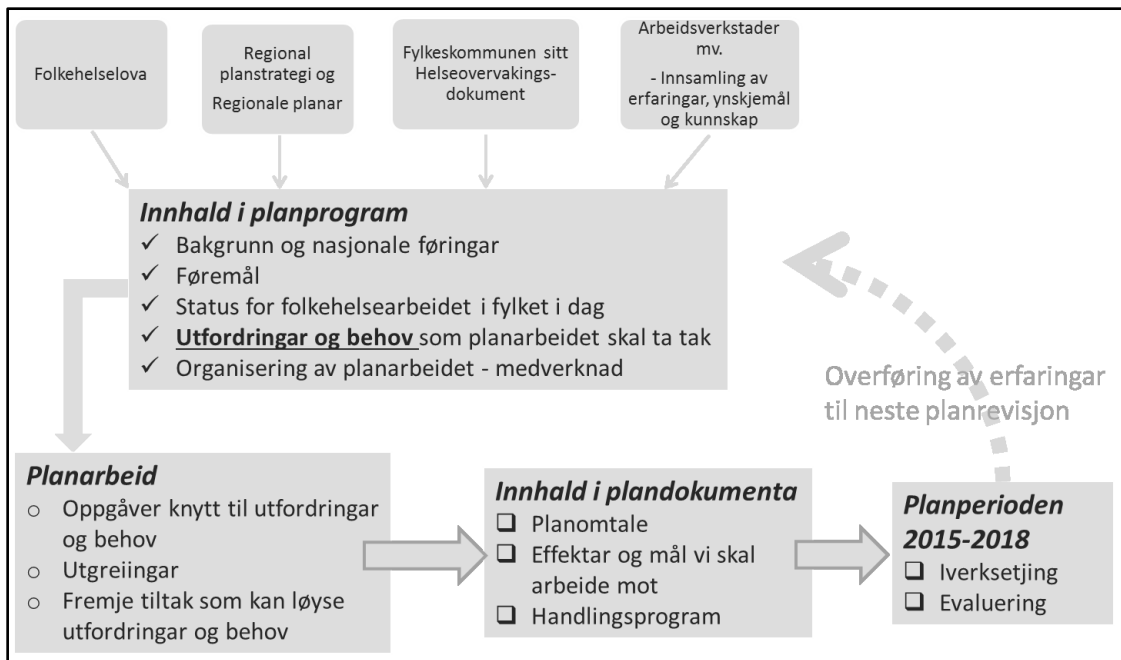 Folkehelselova
Regional
planstrategi og
Regionale planar
Fylkeskommunen sitt
Helseovervakings-
dokument
Arbeidsverkstader
mv.
- Innsamling av
erfaringar, ynskjemål
og kunnskap
Innhald i planprogram
✓ Bakgrunn og nasjonale føringar
✓ Føremål
✓ Status for folkehelsearbeidet i fylket i dag
✓ Utfordringar og behov som planarbeidet skal ta tak
✓ Organisering av planarbeidet - medverknad
Overføring av erfaringar
til neste planrevisjon
Planarbeid
o Oppgåver knytt til utfordringar
og behov
o Utgreiingar
o Fremje tiltak som kan løyse
utfordringar og behov
Innhald i plandokumenta
❑ Planomtale
❑ Effektar og mål vi skal
arbeide mot
❑ Handlingsprogram
Planperioden
2015-2018
❑ Iverksetjing
❑ Evaluering